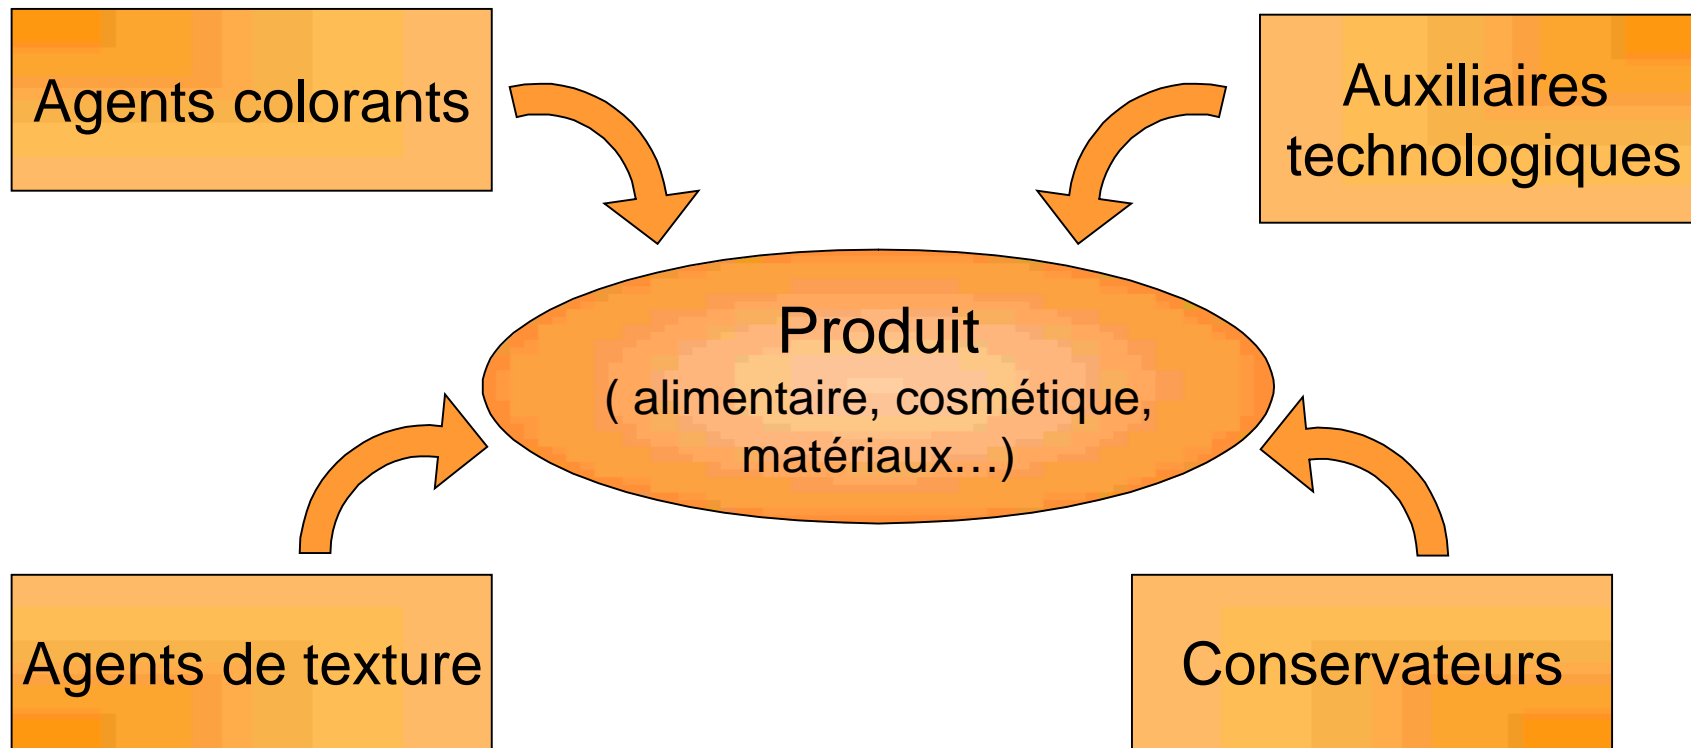 Agents colorants
Auxiliaires
technologiques
Produit
( alimentaire, cosmétique,
matériaux…)
Agents de texture
Conservateurs